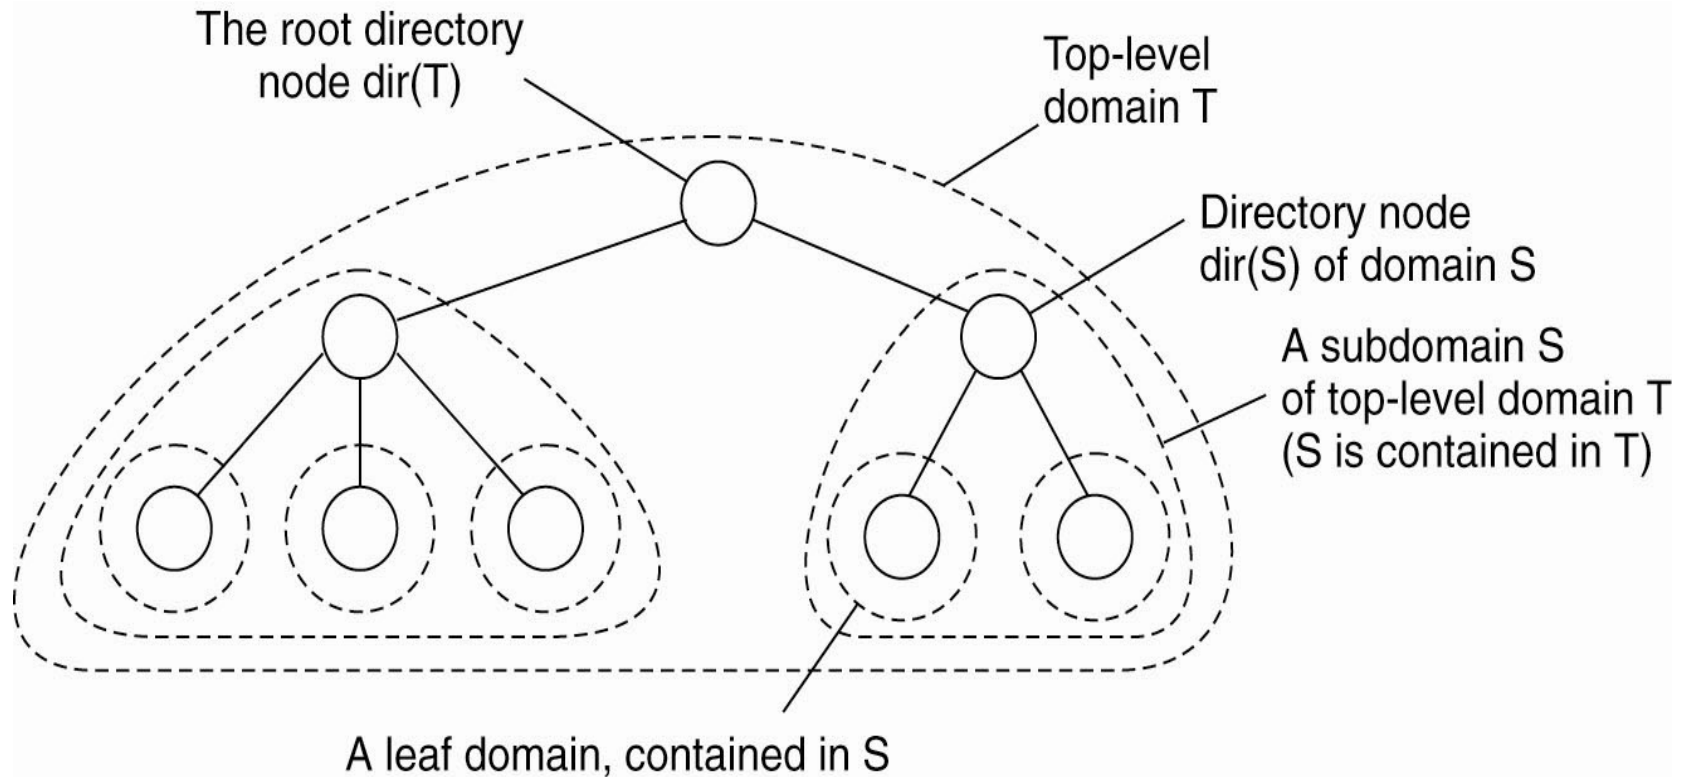 The root directory
node dir(T)
Top-level
domain T
Directory node
dir(S) of domain S
A subdomain S
of top-level domain T
(S is contained in T)
A leaf domain, contained in S